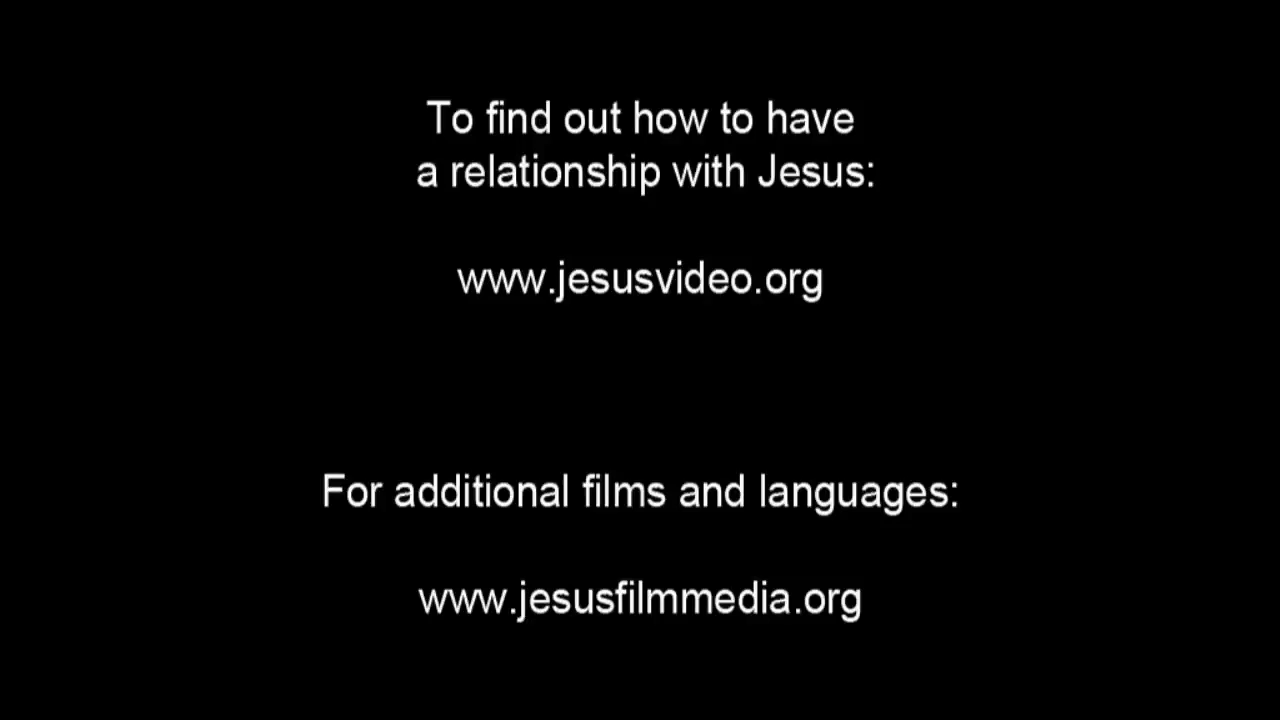 To find out how to have
a relationship with Jesus:
www.jesusvideo.org
For additional films and languages:
www.jesusfilmmedia.org